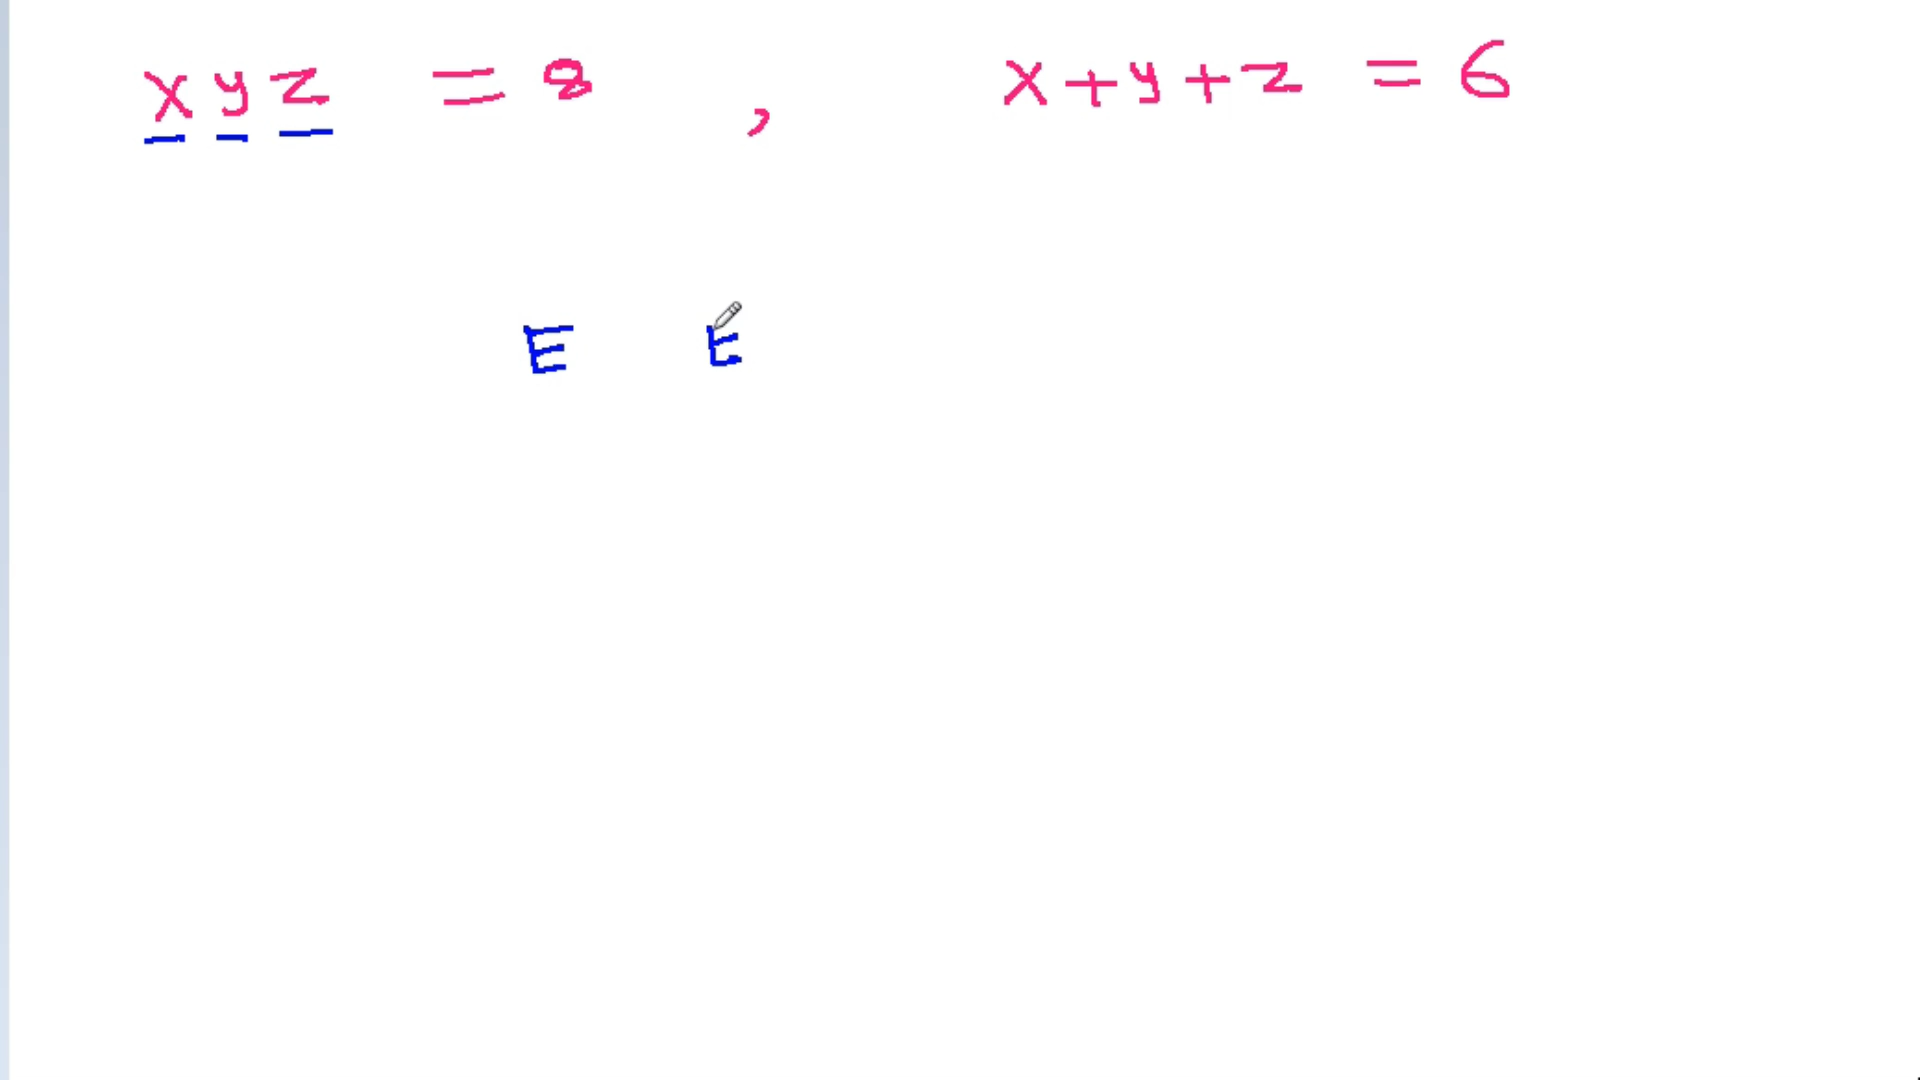 xyz = 8 , x+y+z = 6
E E